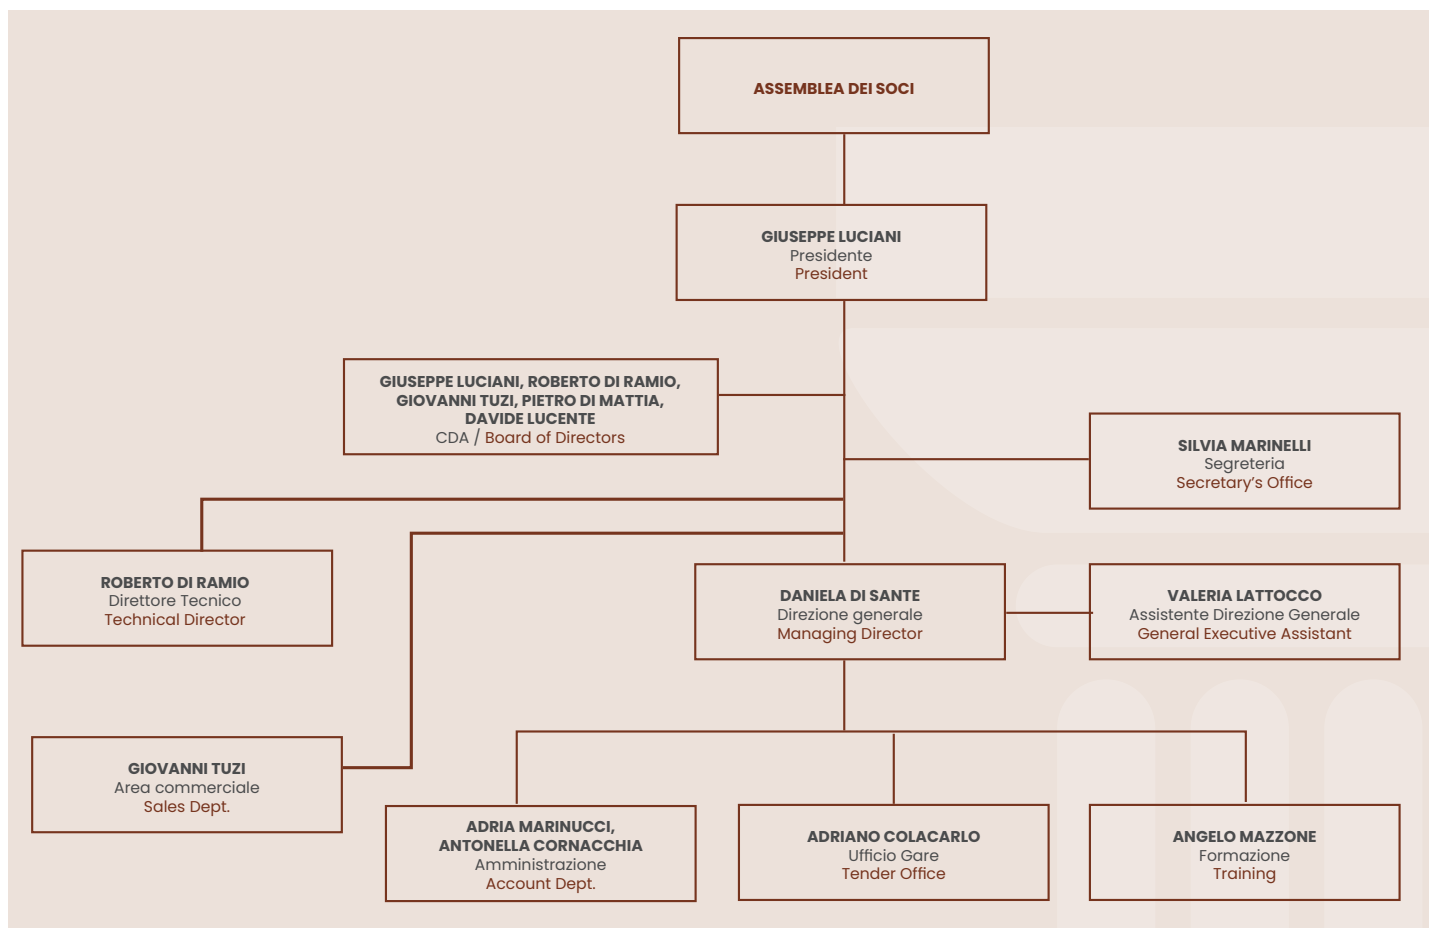 ASSEMBLEA DEI SOCI
GIUSEPPE LUCIANI
Presidente
President
GIUSEPPE LUCIANI, ROBERTO DI RAMIO,
GIOVANNI TUZI, PIETRO DI MATTIA,
DAVIDE LUCENTE
CDA / Board of Directors
SILVIA MARINELLI
Segreteria
Secretary’s Office
ROBERTO DI RAMIO
Direttore Tecnico
Technical Director
DANIELA DI SANTE
Direzione generale
Managing Director
VALERIA LATTOCCO
Assistente Direzione Generale
General Executive Assistant
GIOVANNI TUZI
Area commerciale
Sales Dept.
ADRIA MARINUCCI,
ANTONELLA CORNACCHIA
Amministrazione
Account Dept.
ADRIANO COLACARLO
Ufficio Gare
Tender Office
ANGELO MAZZONE
Formazione
Training